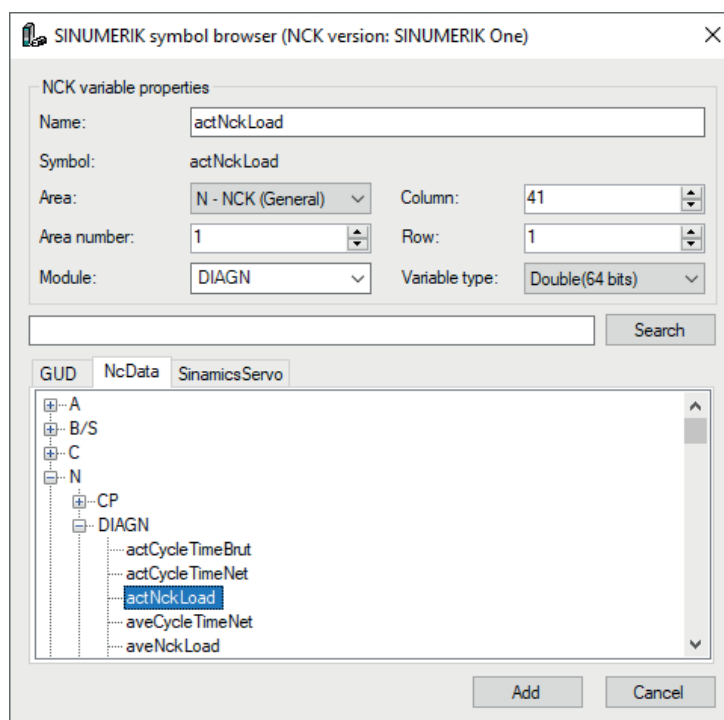 SINUMERIK symbol browser (NCK version: SINUMERIK One)
NCK variable properties
Name: actNckLoad
Symbol: actNckLoad
Area: N - NCK (General) Column: 41
Area number: 1 Row: 1
Module: DIAGN Variable type: Double(64 bits)
Search
GUD NcData SinamicsServo
A
B/S
C
N
CP
DIAGN
actCycleTimeBrut
actCycleTimeNet
actNckLoad
aveCycleTimeNet
aveNckLoad
Add Cancel